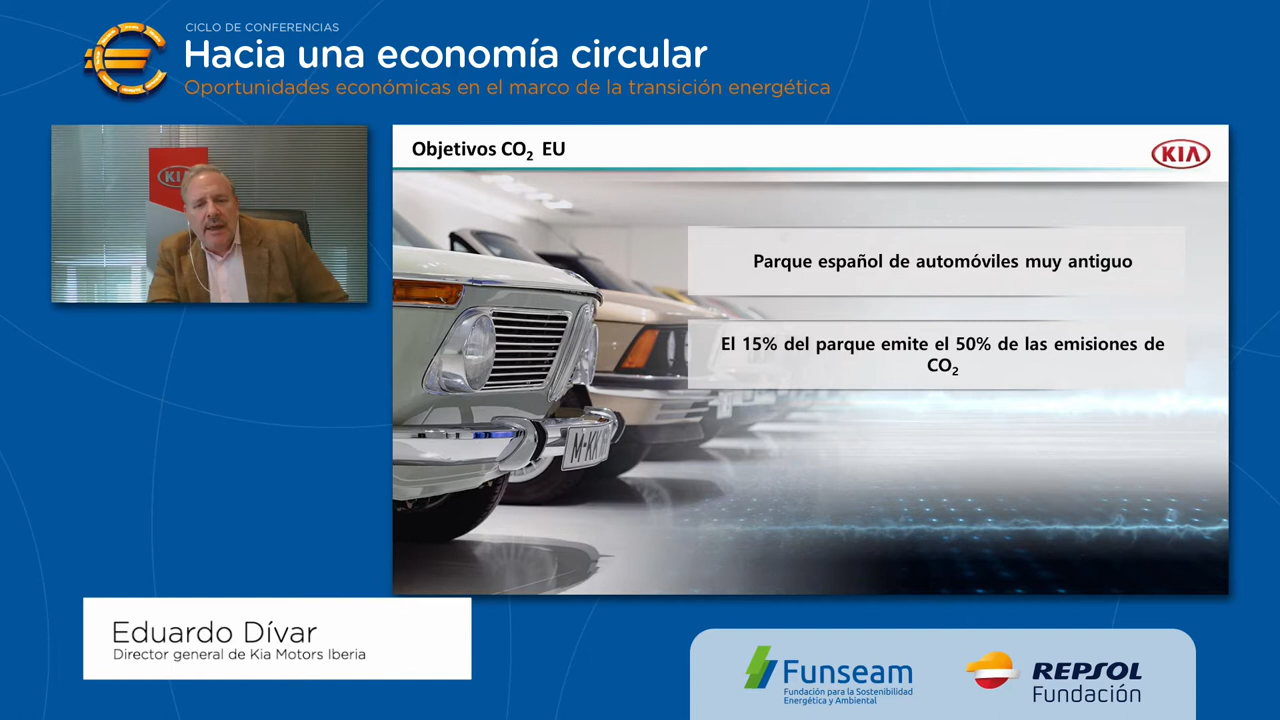 CICLO DE CONFERENCIAS
Hacia una economía circular
Oportunidades económicas en el marco de la transición energética
Objetivos CO₂ EU
KIA
Parque español de automóviles muy antiguo
El 15% del parque emite el 50% de las emisiones de
CO₂
Eduardo Dívar
Director general de Kia Motors Iberia
Funseam
Fundación para la Sostenibilidad
Energética y Ambiental
REPSOL
Fundación